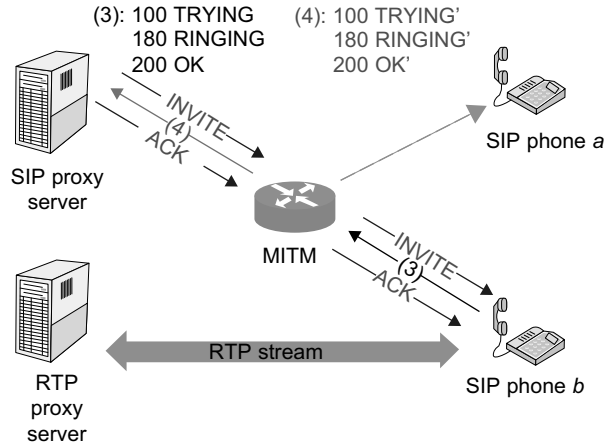 (3): 100 TRYING
180 RINGING
200 OK
(4): 100 TRYING’
180 RINGING’
200 OK’
INVITE
(4)
ACK
SIP proxy
server
SIP phone a
MITM
INVITE
(3)
ACK
RTP stream
RTP
proxy
server
SIP phone b